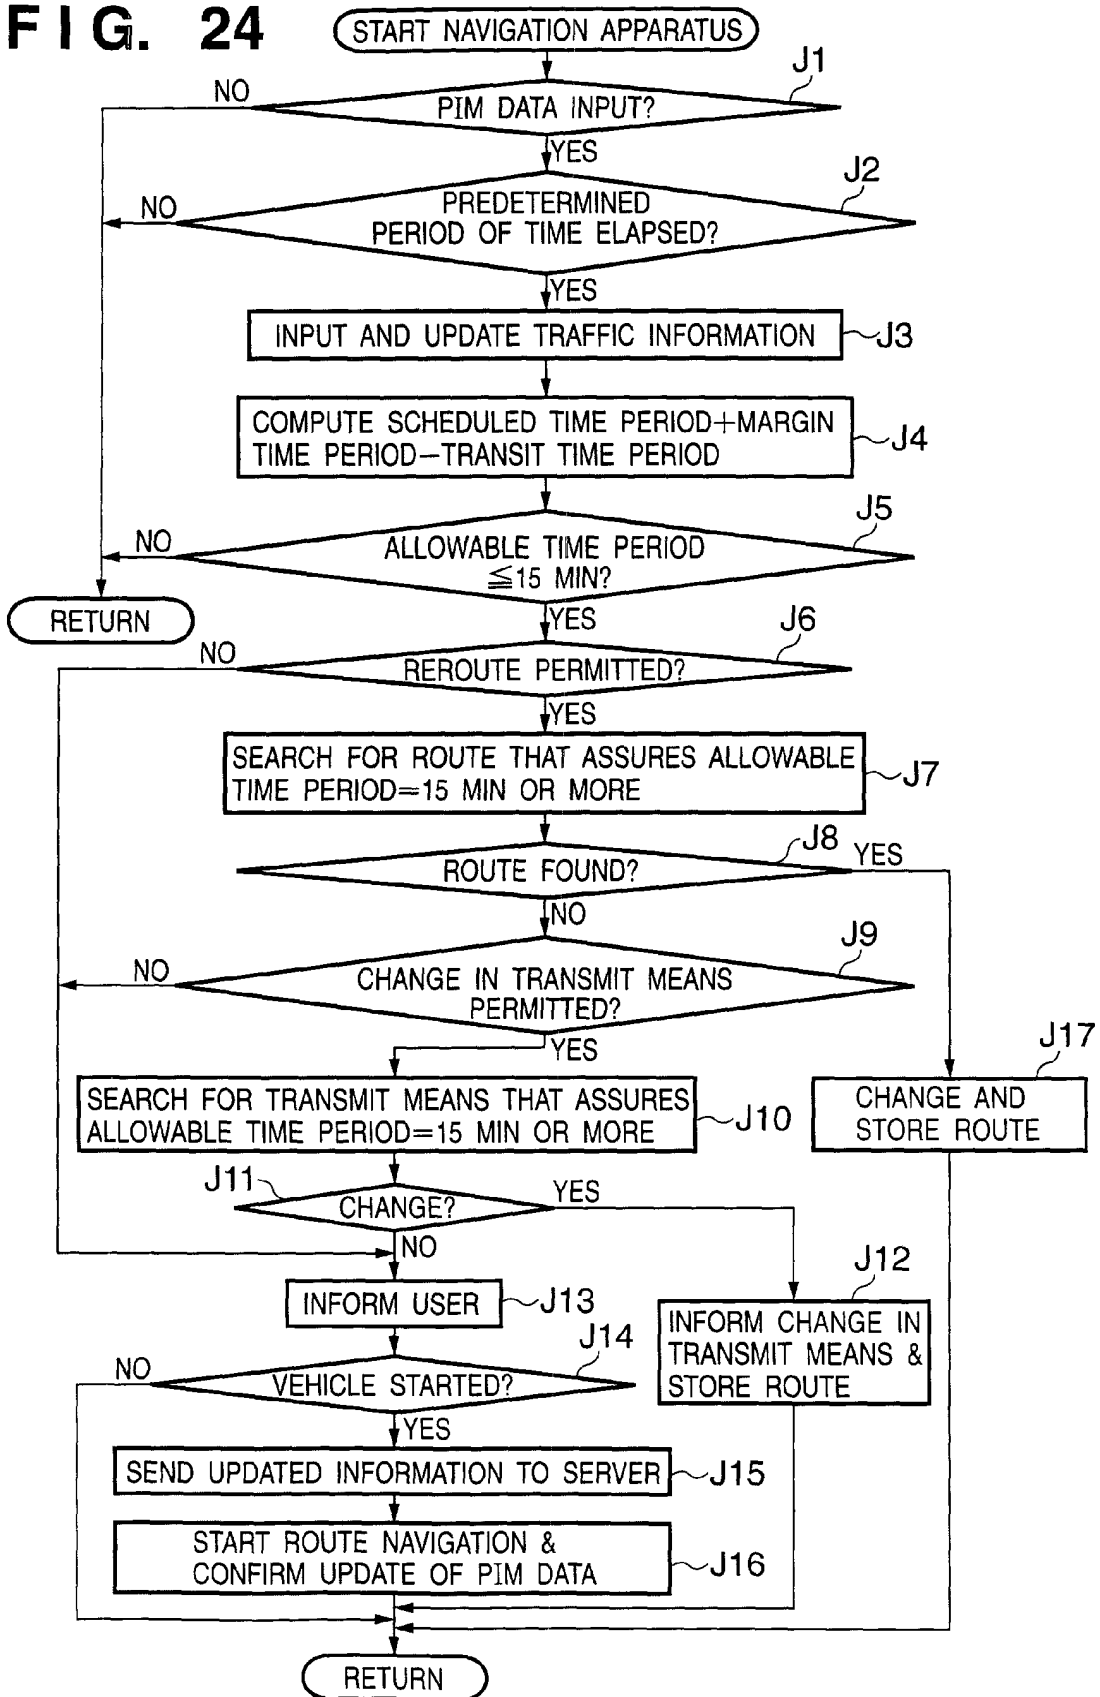 FIG. 24
START NAVIGATION APPARATUS
J1
NO
PIM DATA INPUT?
YES
J2
NO
PREDETERMINED
PERIOD OF TIME ELAPSED?
YES
INPUT AND UPDATE TRAFFIC INFORMATION
J3
COMPUTE SCHEDULED TIME PERIOD+MARGIN
TIME PERIOD−TRANSIT TIME PERIOD
J4
J5
NO
ALLOWABLE TIME PERIOD
≦15 MIN?
RETURN
YES
J6
NO
REROUTE PERMITTED?
YES
SEARCH FOR ROUTE THAT ASSURES ALLOWABLE
TIME PERIOD=15 MIN OR MORE
J7
J8
ROUTE FOUND?
YES
NO
J9
NO
CHANGE IN TRANSMIT MEANS
PERMITTED?
YES
J17
SEARCH FOR TRANSMIT MEANS THAT ASSURES
ALLOWABLE TIME PERIOD=15 MIN OR MORE
J10
CHANGE AND
STORE ROUTE
J11
CHANGE?
YES
NO
J12
INFORM USER
J13
INFORM CHANGE IN
TRANSMIT MEANS &
STORE ROUTE
J14
NO
VEHICLE STARTED?
YES
SEND UPDATED INFORMATION TO SERVER
J15
START ROUTE NAVIGATION &
CONFIRM UPDATE OF PIM DATA
J16
RETURN